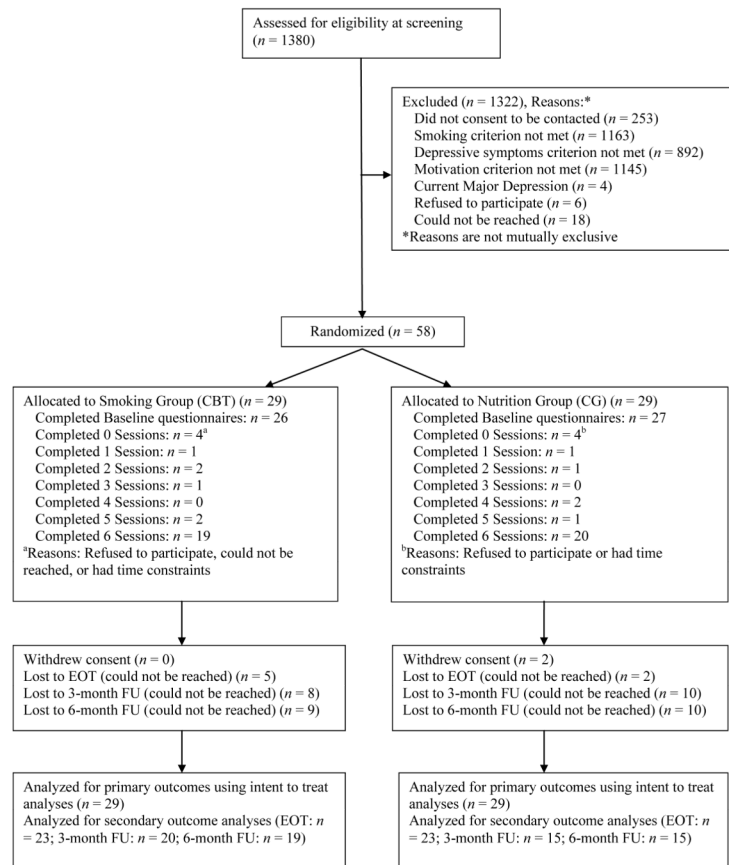 Assessed for eligibility at screening
(n = 1380)
Excluded (n = 1322), Reasons:*
Did not consent to be contacted (n = 253)
Smoking criterion not met (n = 1163)
Depressive symptoms criterion not met (n = 892)
Motivation criterion not met (n = 1145)
Current Major Depression (n = 4)
Refused to participate (n = 6)
Could not be reached (n = 18)
*Reasons are not mutually exclusive
Randomized (n = 58)
Allocated to Smoking Group (CBT) (n = 29)
Completed Baseline questionnaires: n = 26
Completed 0 Sessions: n = 4a
Completed 1 Session: n = 1
Completed 2 Sessions: n = 2
Completed 3 Sessions: n = 1
Completed 4 Sessions: n = 0
Completed 5 Sessions: n = 2
Completed 6 Sessions: n = 19
aReasons: Refused to participate, could not be
reached, or had time constraints
Allocated to Nutrition Group (CG) (n = 29)
Completed Baseline questionnaires: n = 27
Completed 0 Sessions: n = 4b
Completed 1 Sessions: n = 1
Completed 2 Sessions: n = 1
Completed 3 Sessions: n = 0
Completed 4 Sessions: n = 2
Completed 5 Sessions: n = 1
Completed 6 Sessions: n = 20
bReasons: Refused to participate or had time
constraints
Withdrew consent (n = 0)
Lost to EOT (could not be reached) (n = 5)
Lost to 3-month FU (could not be reached) (n = 8)
Lost to 6-month FU (could not be reached) (n = 9)
Withdrew consent (n = 2)
Lost to EOT (could not be reached) (n = 2)
Lost to 3-month FU (could not be reached (n = 10)
Lost to 6-month FU (could not be reached) (n = 10)
Analyzed for primary outcomes using intent to treat
analyses (n = 29)
Analyzed for secondary outcome analyses (EOT: n
= 23; 3-month FU: n = 20; 6-month FU: n = 19)
Analyzed for primary outcomes using intent to treat
analyses (n = 29)
Analyzed for secondary outcome analyses (EOT: n
= 23; 3-month FU: n = 15; 6-month FU: n = 15)